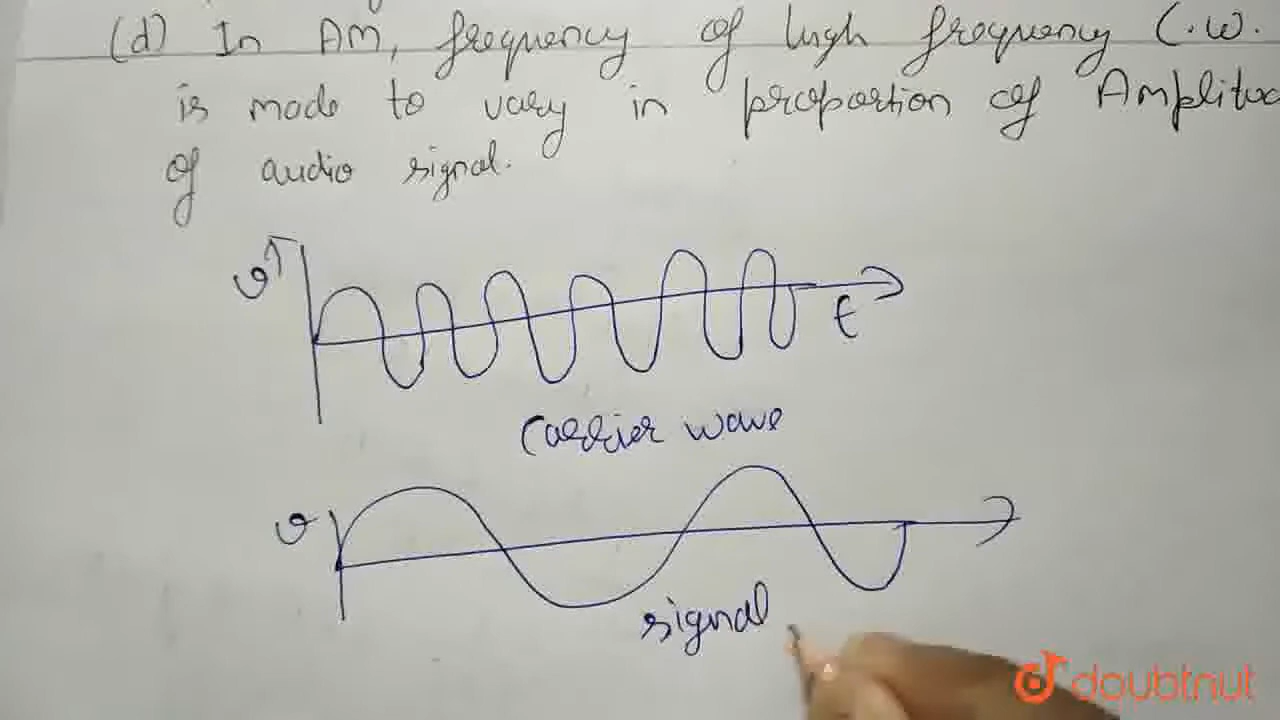 (d) In AM, frequency of high frequency C.W.
is made to vary in proportion of Amplitud
of audio signal.
v
t
Carrier wave
v
signal
doubtnut